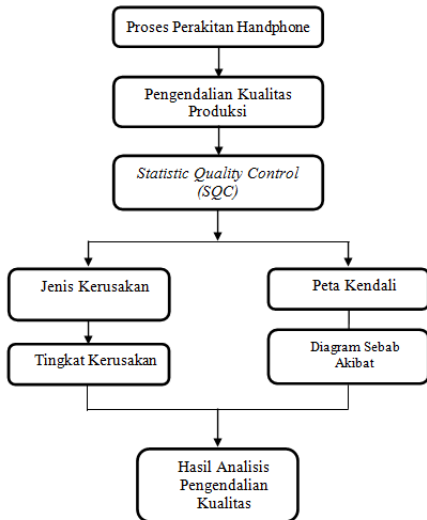 Proses Perakitan Handphone
Pengendalian Kualitas
Produksi
Statistic Quality Control
(SQC)
Jenis Kerusakan
Peta Kendali
Tingkat Kerusakan
Diagram Sebab
Akibat
Hasil Analisis
Pengendalian
Kualitas